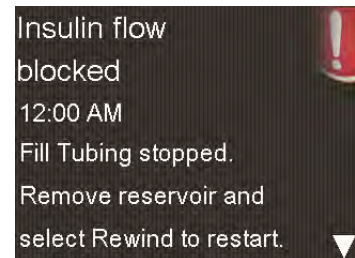 Insulin flow
blocked
12:00 AM
Fill Tubing stopped.
Remove reservoir and
select Rewind to restart.